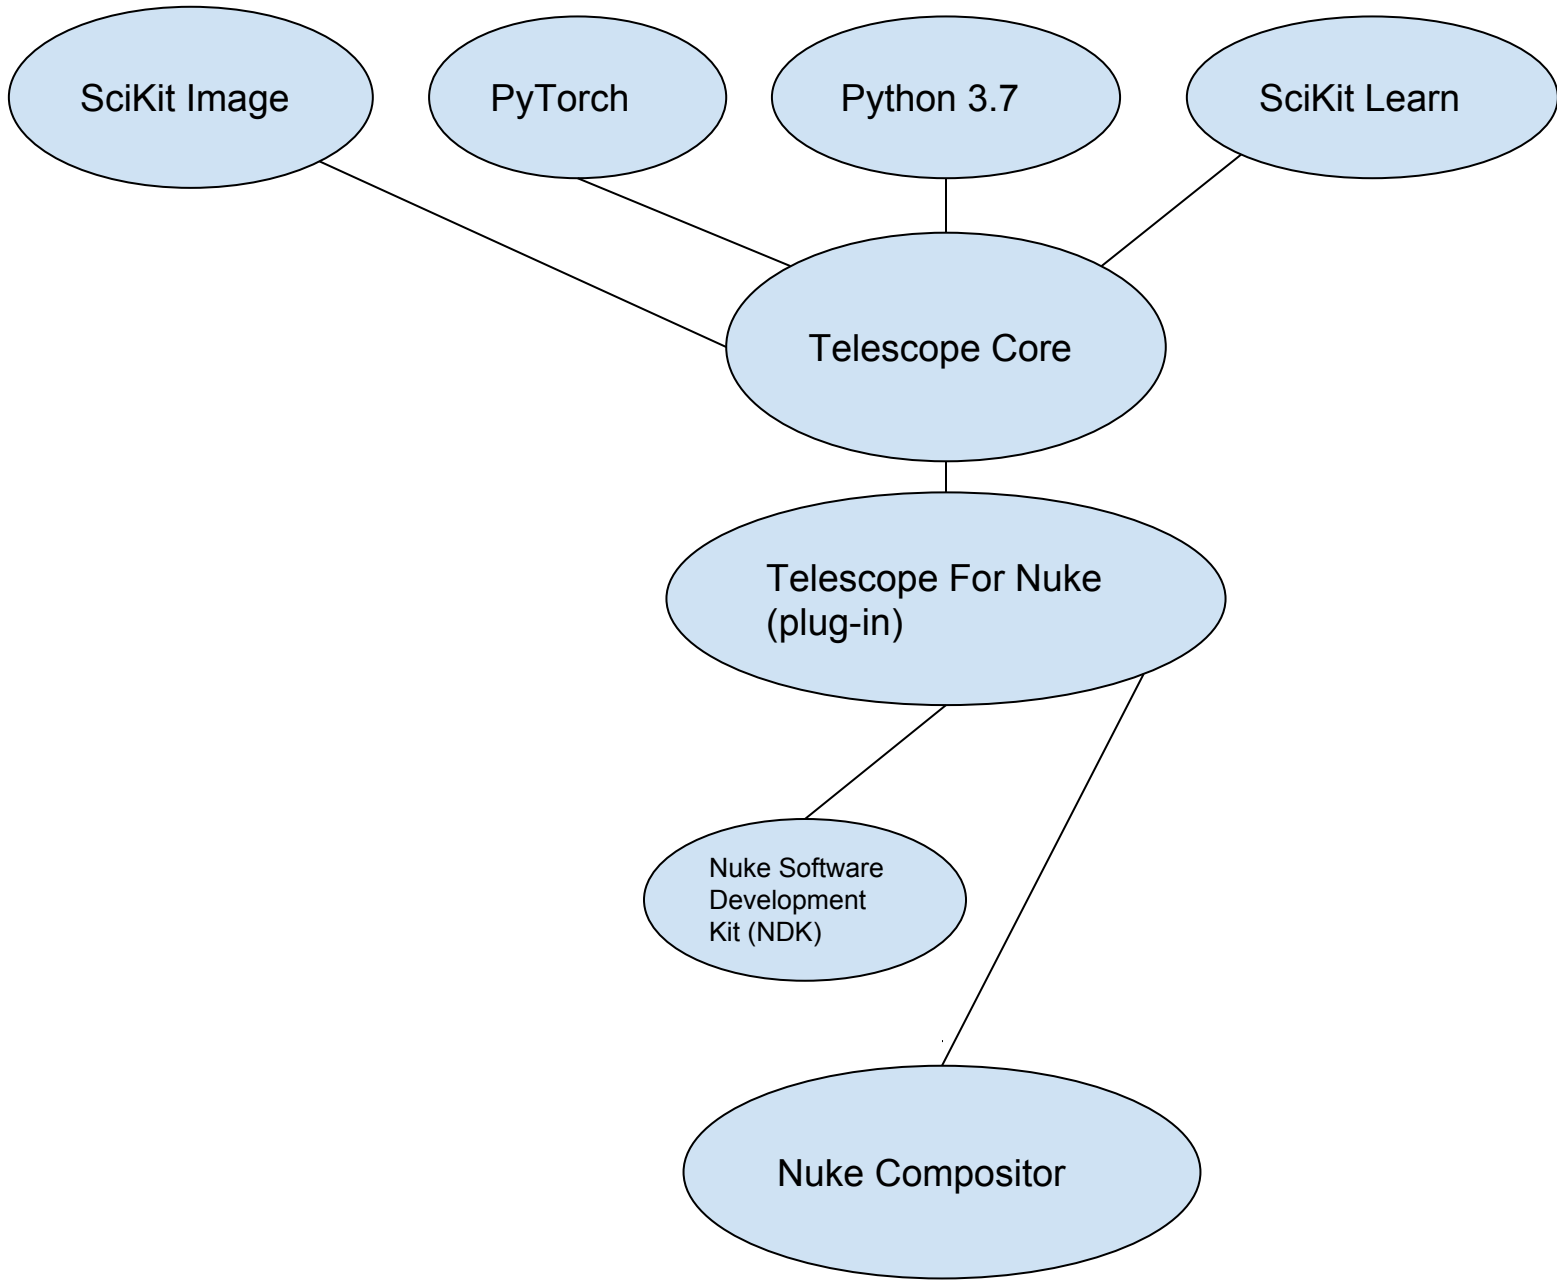 SciKit Image
PyTorch
Python 3.7
SciKit Learn
Telescope Core
Telescope For Nuke
(plug-in)
Nuke Software
Development
Kit (NDK)
Nuke Compositor